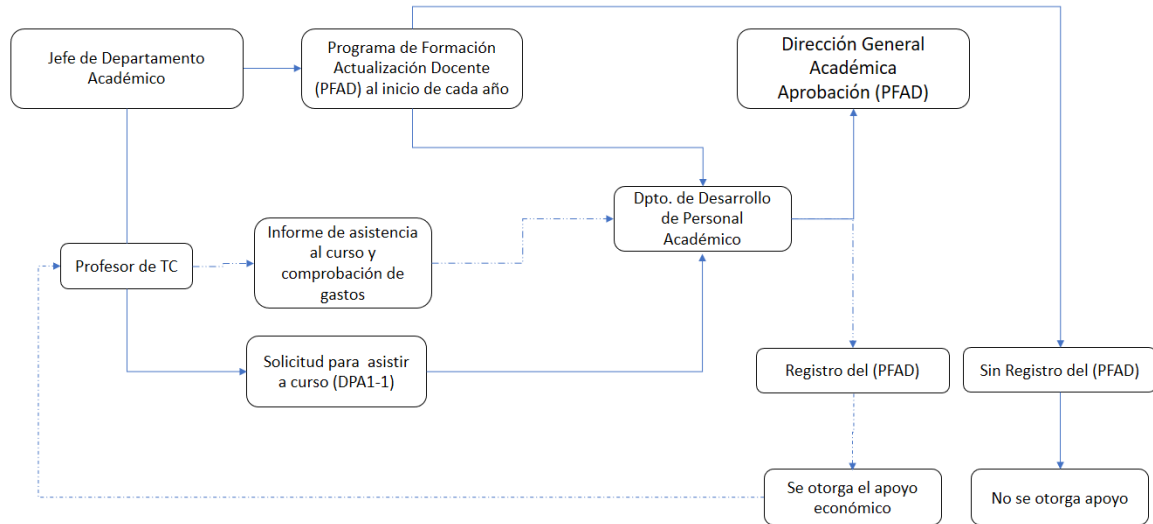 Jefe de Departamento
Académico
Programa de Formación
Actualización Docente
(PFAD) al inicio de cada año
Dirección General
Académica
Aprobación (PFAD)
Dpto. de Desarrollo
de Personal
Académico
Informe de asistencia
al curso y
comprobación de
gastos
Profesor de TC
Solicitud para asistir
a curso (DPA1-1)
Registro del (PFAD)
Sin Registro del (PFAD)
Se otorga el apoyo
económico
No se otorga apoyo